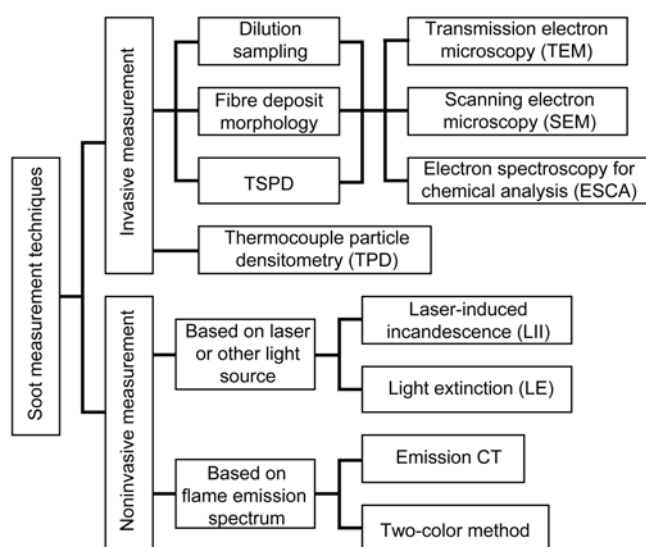 Soot measurement techniques
Invasive measurement
Dilution
sampling
Fibre deposit
morphology
TSPD
Thermocouple particle
densitometry (TPD)
Transmission electron
microscopy (TEM)
Scanning electron
microscopy (SEM)
Electron spectroscopy for
chemical analysis (ESCA)
Noninvasive measurement
Based on laser
or other light
source
Laser-induced
incandescence (LII)
Light extinction (LE)
Based on
flame emission
spectrum
Emission CT
Two-color method